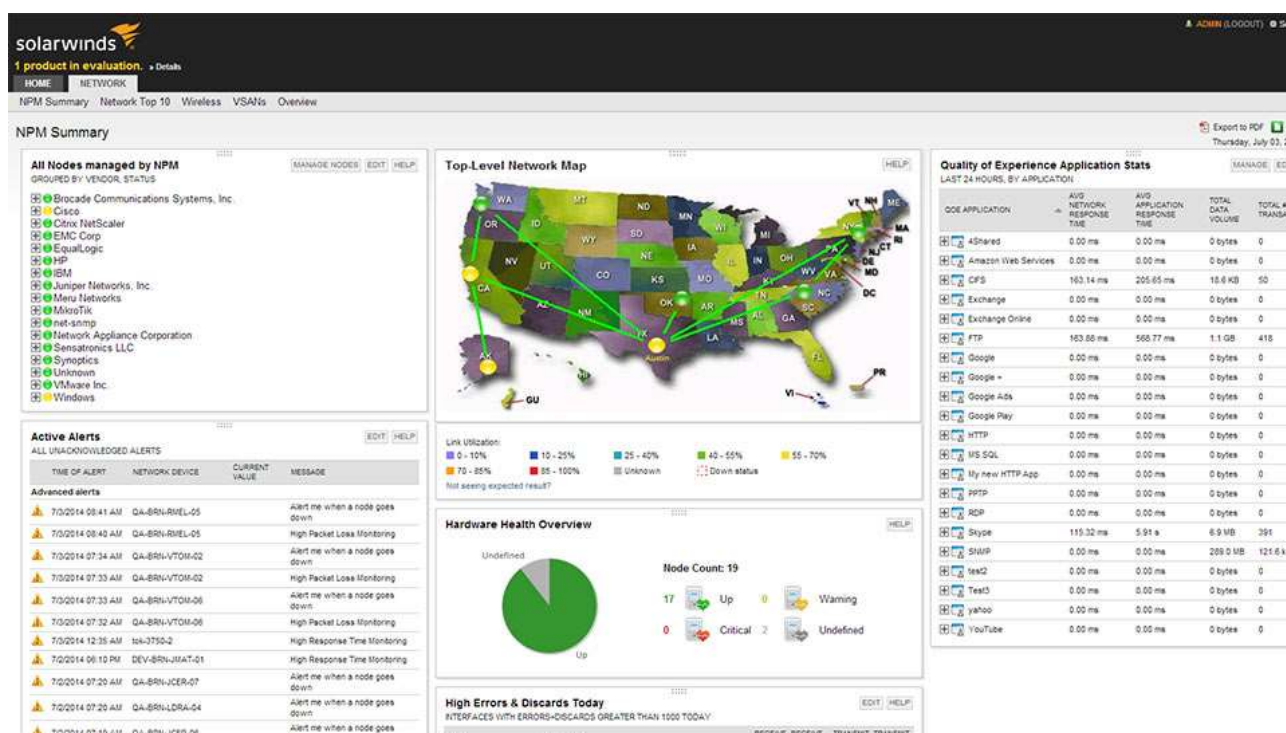 solarwinds
ADMIN (LOGOUT)
1 product in evaluation. » Details
HOME NETWORK
NPM Summary Network Top 10 Wireless VSANs Overview
NPM Summary
Export to PDF
Thursday, July 03,
All Nodes managed by NPM
MANAGE NODES EDIT HELP
GROUPED BY VENDOR, STATUS
Brocade Communications Systems, Inc.
Cisco
Citrix NetScaler
EMC Corp
EqualLogic
HP
IBM
Juniper Networks, Inc.
Meru Networks
MikroTik
net-snmp
Network Appliance Corporation
Sensatronics LLC
Synoptics
Unknown
VMware Inc.
Windows
Active Alerts
EDIT HELP
ALL UNACKNOWLEDGED ALERTS
TIME OF ALERT NETWORK DEVICE CURRENT VALUE MESSAGE
Advanced alerts
7/3/2014 08:41 AM QA-BRN-RMEL-05 Alert me when a node goes down
7/3/2014 08:40 AM QA-BRN-RMEL-05 High Packet Loss Monitoring
7/3/2014 07:34 AM QA-BRN-VTOM-02 Alert me when a node goes down
7/3/2014 07:33 AM QA-BRN-VTOM-02 High Packet Loss Monitoring
7/3/2014 07:33 AM QA-BRN-VTOM-06 Alert me when a node goes down
7/3/2014 07:32 AM QA-BRN-VTOM-06 High Packet Loss Monitoring
7/3/2014 12:35 AM tok-3750-2 High Response Time Monitoring
7/2/2014 06:10 PM DEV-BRN-JMAT-01 High Response Time Monitoring
7/2/2014 07:20 AM QA-BRN-JCER-07 Alert me when a node goes down
7/2/2014 07:20 AM QA-BRN-LDRA-04 Alert me when a node goes down
Alert me when a node goes
Top-Level Network Map
HELP
WA MT ND MN WI MI VT NH ME
OR ID WY SD IA NY MA
RI
CT
NJ
PA
NV UT CO NE IL IN OH DE
MD
CA KS MO KY WV VA DC
AZ NM OK AR TN NC
SC
TX LA MS AL GA
Austin
FL
AK HI GU VI PR
Link Utilization:
0 - 10% 10 - 25% 25 - 40% 40 - 55% 55 - 70%
70 - 85% 85 - 100% Unknown Down status
Not seeing expected result?
Hardware Health Overview
HELP
Undefined
Up
Node Count: 19
17 Up 0 Warning
0 Critical 2 Undefined
High Errors & Discards Today
EDIT HELP
INTERFACES WITH ERRORS+DISCARDS GREATER THAN 1000 TODAY
RECEIVE RECEIVE TRANSMIT TRANSMIT
Quality of Experience Application Stats
MANAGE
LAST 24 HOURS, BY APPLICATION
QOE APPLICATION AVG NETWORK RESPONSE TIME AVG APPLICATION RESPONSE TIME TOTAL DATA VOLUME TOTAL
4Shared 0.00 ms 0.00 ms 0 bytes 0
Amazon Web Services 0.00 ms 0.00 ms 0 bytes 0
CIFS 163.14 ms 205.65 ms 18.6 KB 50
Exchange 0.00 ms 0.00 ms 0 bytes 0
Exchange Online 0.00 ms 0.00 ms 0 bytes 0
FTP 163.88 ms 568.77 ms 1.1 GB 418
Google 0.00 ms 0.00 ms 0 bytes 0
Google + 0.00 ms 0.00 ms 0 bytes 0
Google Ads 0.00 ms 0.00 ms 0 bytes 0
Google Play 0.00 ms 0.00 ms 0 bytes 0
HTTP 0.00 ms 0.00 ms 0 bytes 0
MS SQL 0.00 ms 0.00 ms 0 bytes 0
My new HTTP App 0.00 ms 0.00 ms 0 bytes 0
PPTP 0.00 ms 0.00 ms 0 bytes 0
RDP 0.00 ms 0.00 ms 0 bytes 0
Skype 115.32 ms 5.91 s 6.9 MB 391
SNMP 0.00 ms 0.00 ms 289.0 MB 121.6
test2 0.00 ms 0.00 ms 0 bytes 0
Test3 0.00 ms 0.00 ms 0 bytes 0
yahoo 0.00 ms 0.00 ms 0 bytes 0
YouTube 0.00 ms 0.00 ms 0 bytes 0